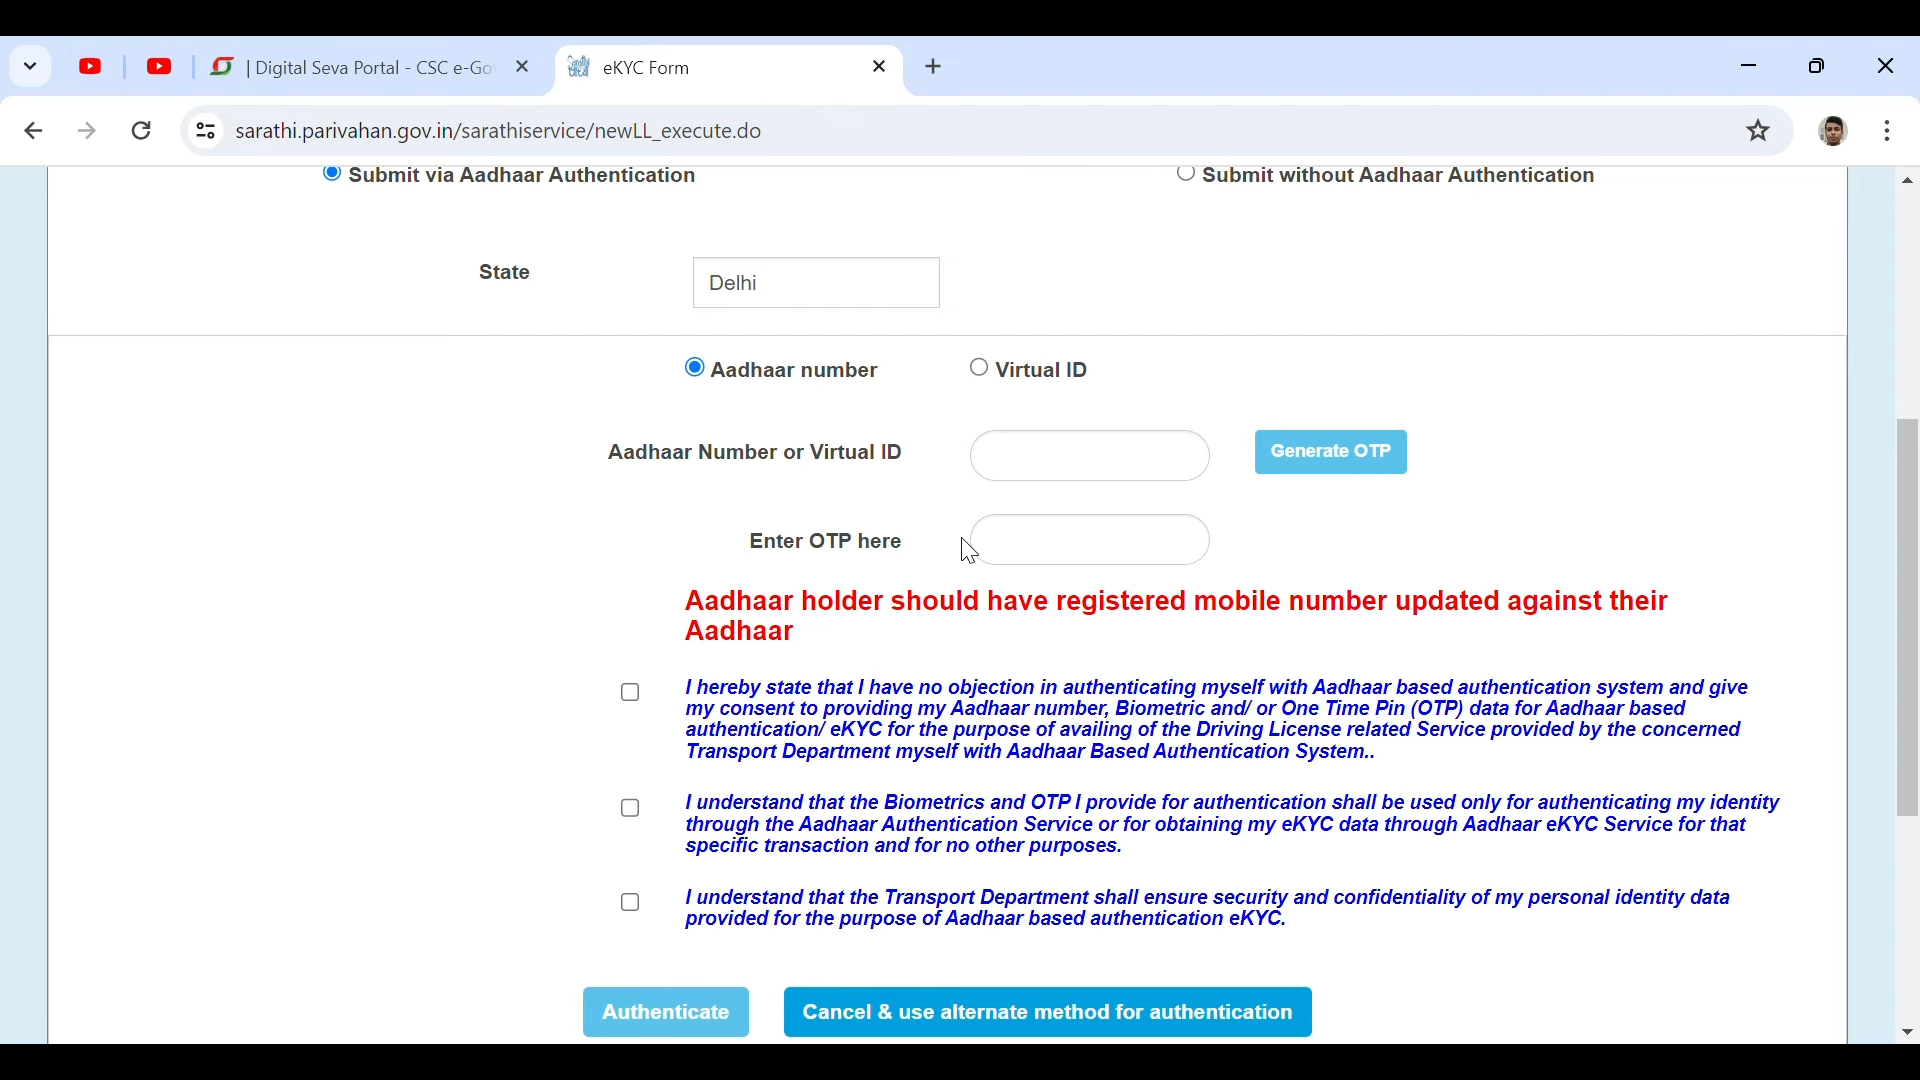 | Digital Seva Portal - CSC e-Go
eKYC Form
sarathi.parivahan.gov.in/sarathiservice/newLL_execute.do
Submit via Aadhaar Authentication
Submit without Aadhaar Authentication
State
Delhi
Aadhaar number
Virtual ID
Aadhaar Number or Virtual ID
Generate OTP
Enter OTP here
Aadhaar holder should have registered mobile number updated against their
Aadhaar
I hereby state that I have no objection in authenticating myself with Aadhaar based authentication system and give
my consent to providing my Aadhaar number, Biometric and/ or One Time Pin (OTP) data for Aadhaar based
authentication/ eKYC for the purpose of availing of the Driving License related Service provided by the concerned
Transport Department myself with Aadhaar Based Authentication System..
I understand that the Biometrics and OTP I provide for authentication shall be used only for authenticating my identity
through the Aadhaar Authentication Service or for obtaining my eKYC data through Aadhaar eKYC Service for that
specific transaction and for no other purposes.
I understand that the Transport Department shall ensure security and confidentiality of my personal identity data
provided for the purpose of Aadhaar based authentication eKYC.
Authenticate
Cancel & use alternate method for authentication